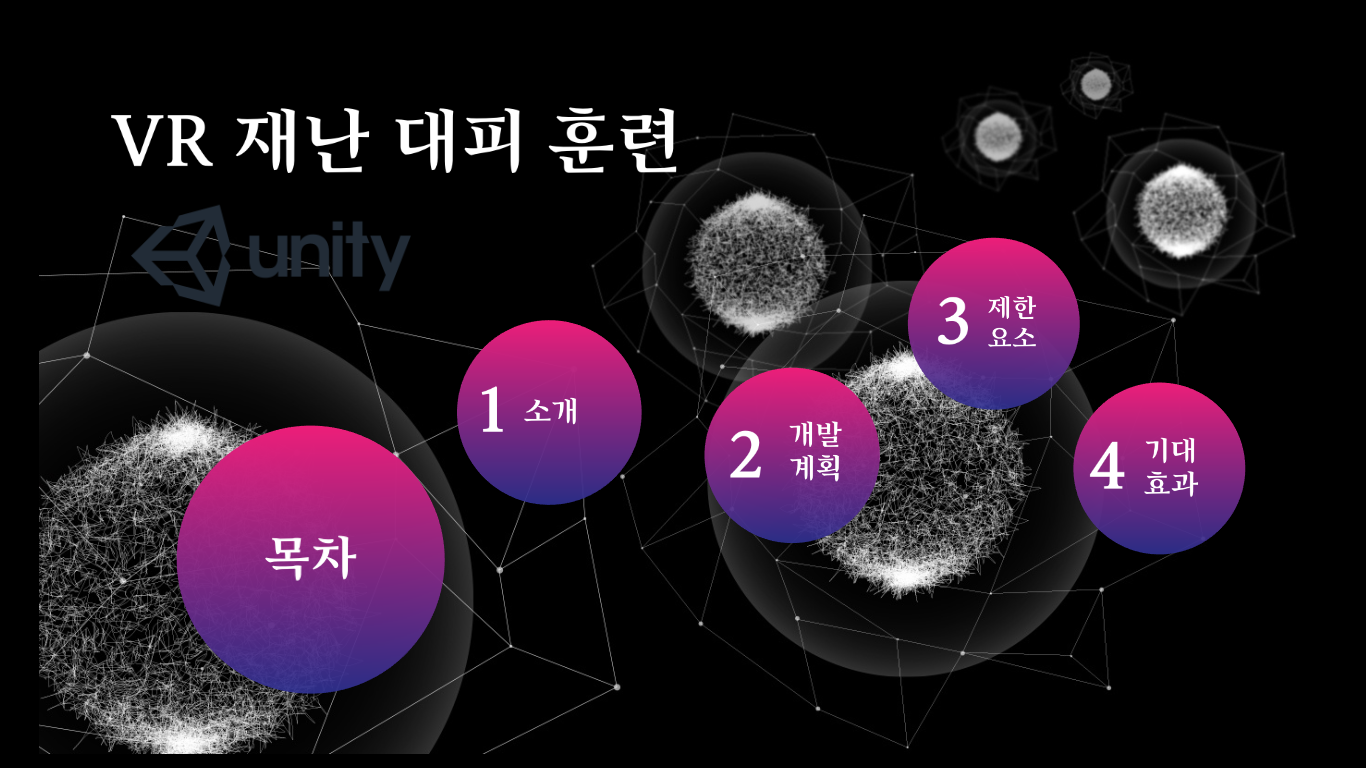 VR 재난 대피 훈련
unity
목차
1 소개
2 개발
계획
3 제한
요소
4 기대
효과